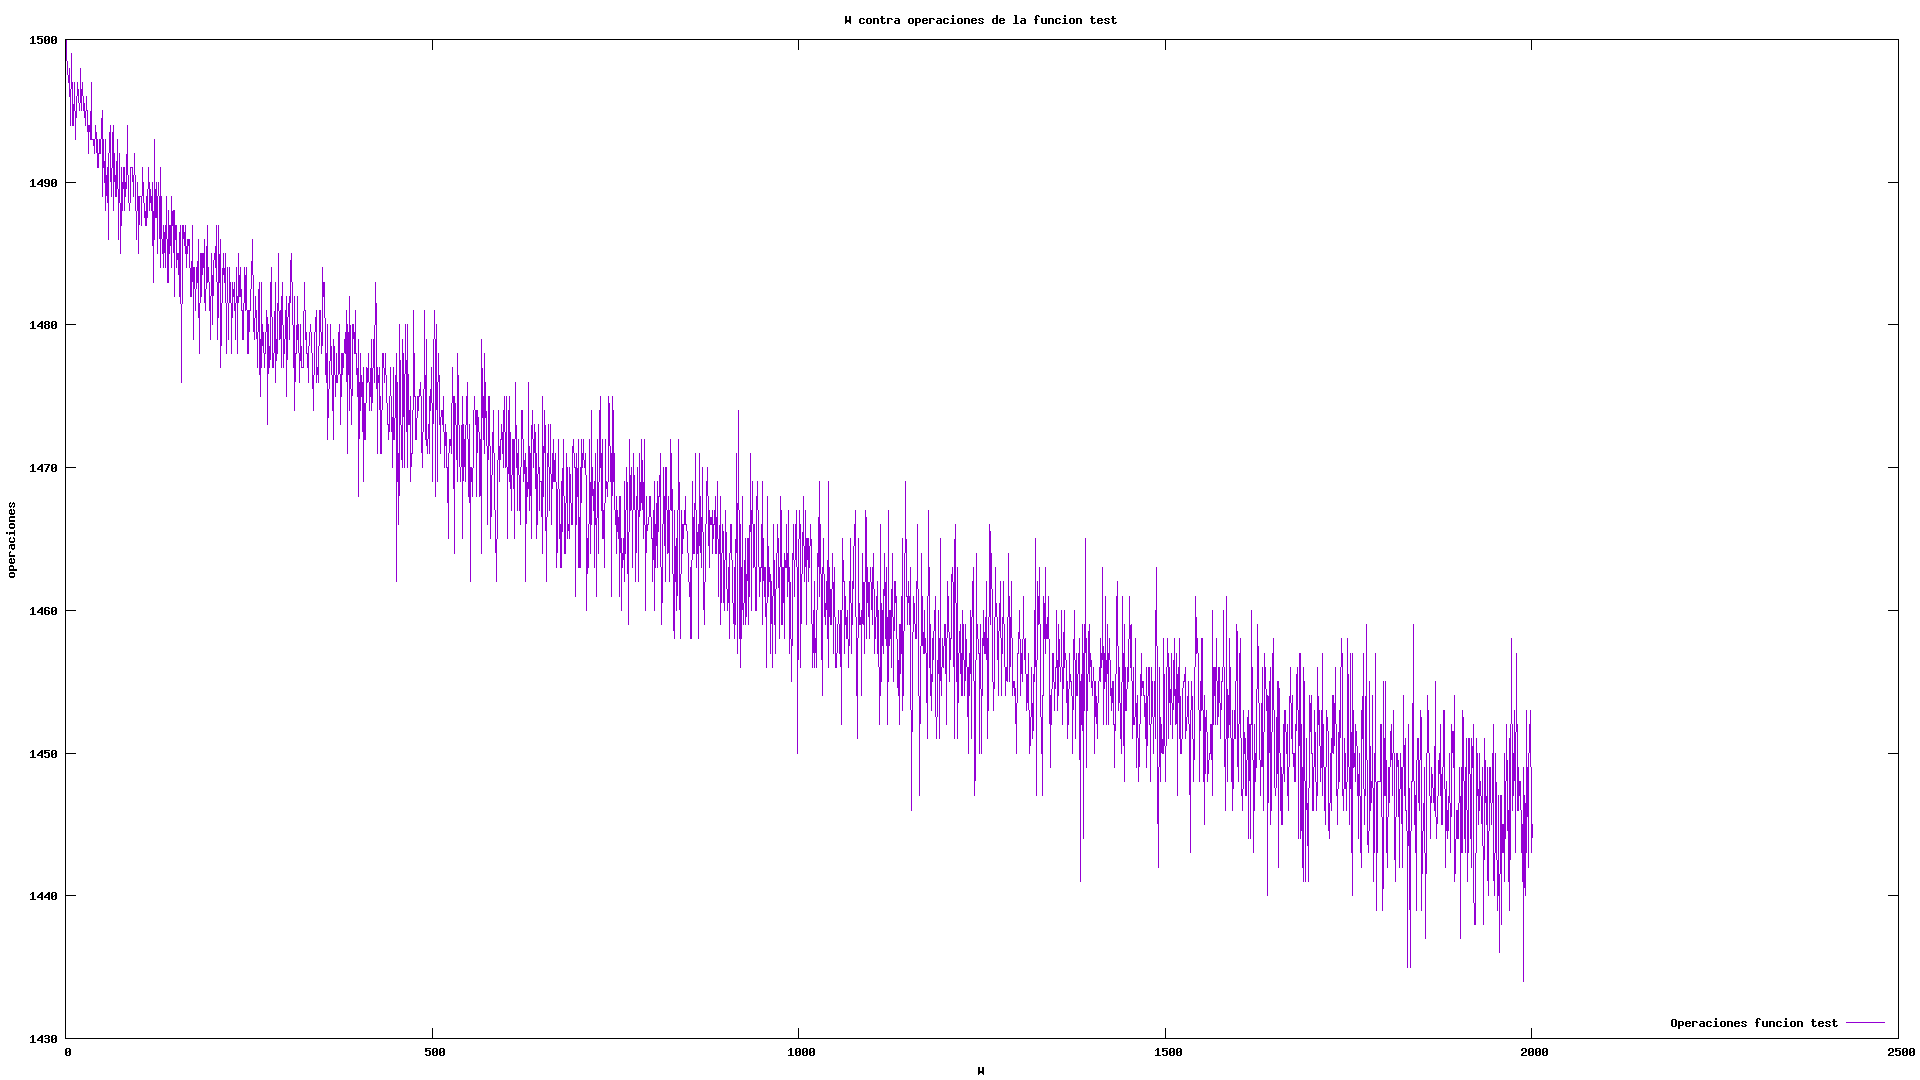 W contra operaciones de la funcion test
1500
1490
1480
1470
1460
1450
1440
1430
operaciones
0 500 1000 1500 2000 2500
W
Operaciones funcion test